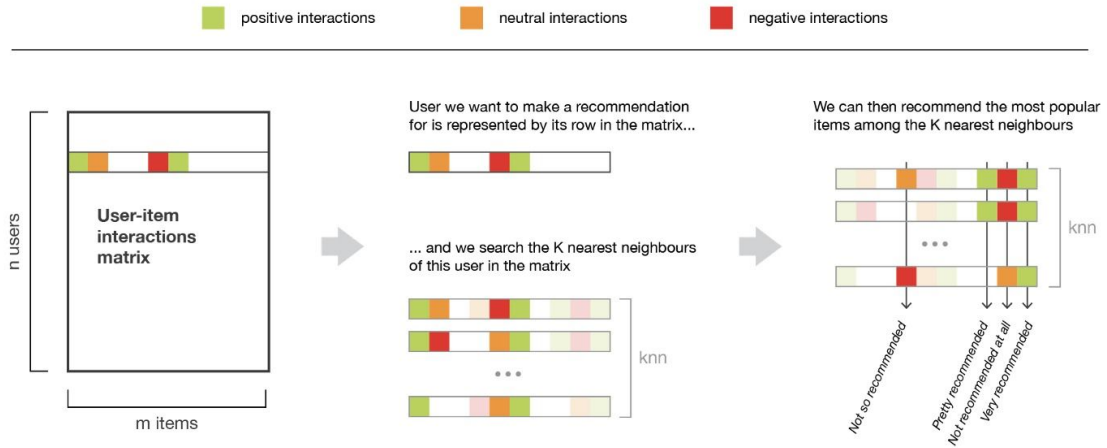 positive interactions
neutral interactions
negative interactions
User we want to make a recommendation
for is represented by its row in the matrix...
We can then recommend the most popular
items among the K nearest neighbours
n users
User-item
interactions
matrix
m items
... and we search the K nearest neighbours
of this user in the matrix
knn
knn
Not so recommended
Pretty recommended
Not recommended at all
Very recommended